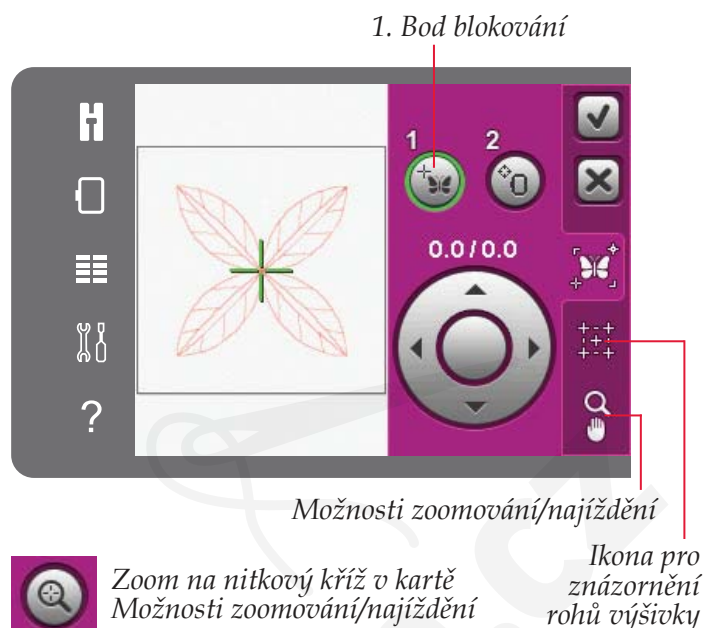 1. Bod blokování
1 2
0.0/0.0
?
Možnosti zoomování/najíždění
Ikona pro
znázornění
rohů výšivky
Zoom na nitkový kříž v kartě
Možnosti zoomování/najíždění